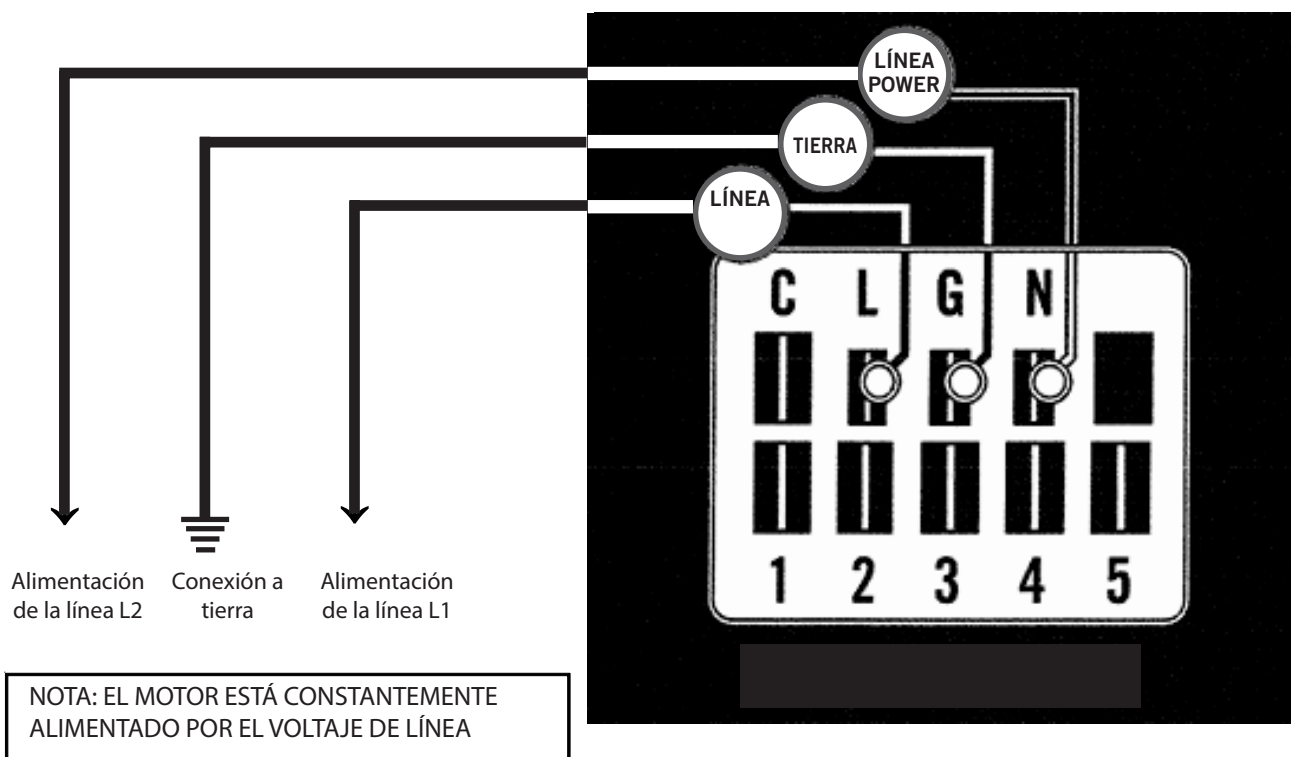 LÍNEA
POWER
TIERRA
LÍNEA
C L G N
1 2 3 4 5
Alimentación
de la línea L2
Conexión a
tierra
Alimentación
de la línea L1
NOTA: EL MOTOR ESTÁ CONSTANTEMENTE
ALIMENTADO POR EL VOLTAJE DE LÍNEA